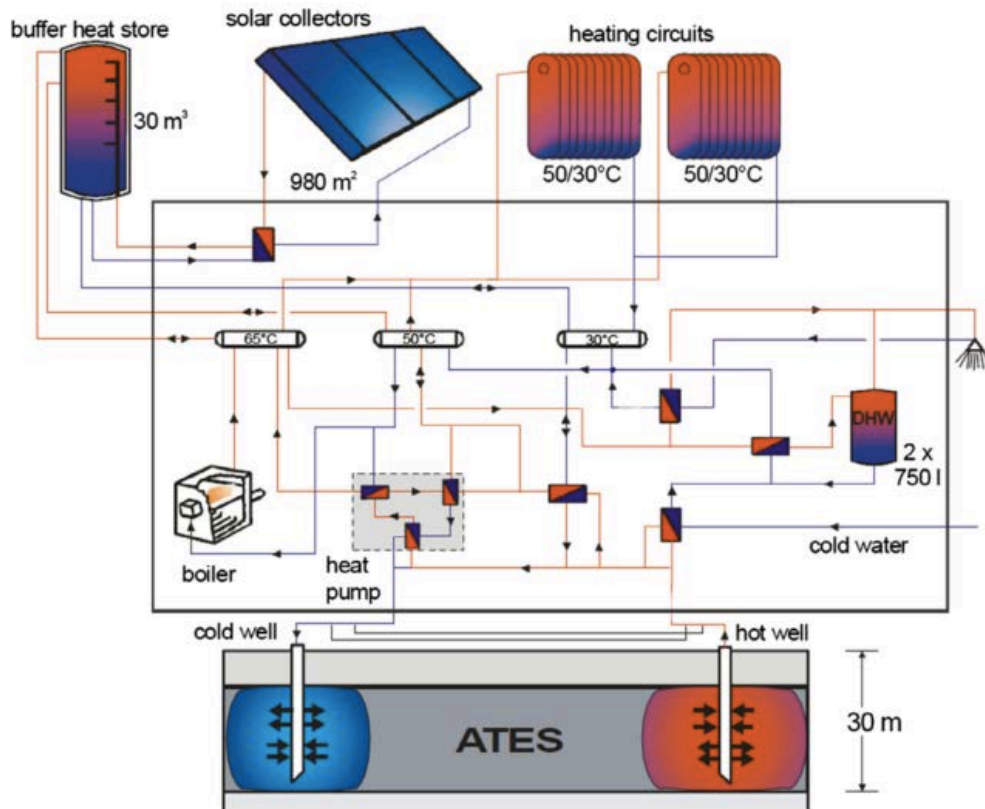 solar collectors
buffer heat store
heating circuits
30 m³
980 m²
50/30°C
50/30°C
65°C
50°C
30°C
DHW
2 x
750 l
boiler
heat
pump
cold water
cold well
hot well
ATES
30 m